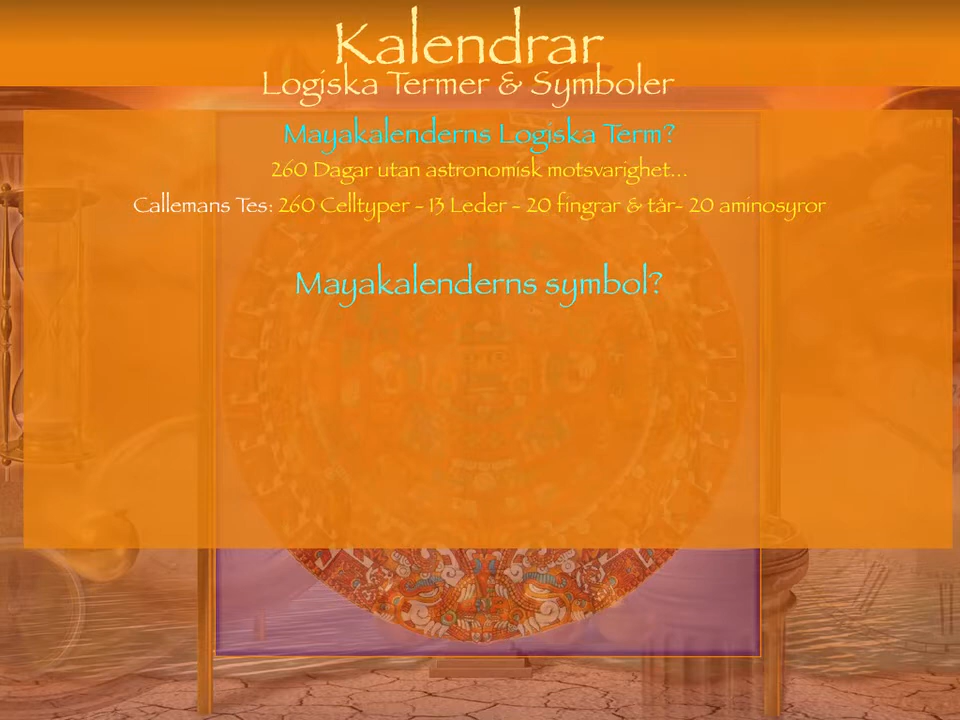 Kalendrar
Logiska Termer & Symboler
Mayakalenderns Logiska Term?
260 Dagar utan astronomisk motsvarighet...
Callemans Tes: 260 Celltyper - 13 Leder - 20 fingrar & tår- 20 aminosyror
Mayakalenderns symbol?